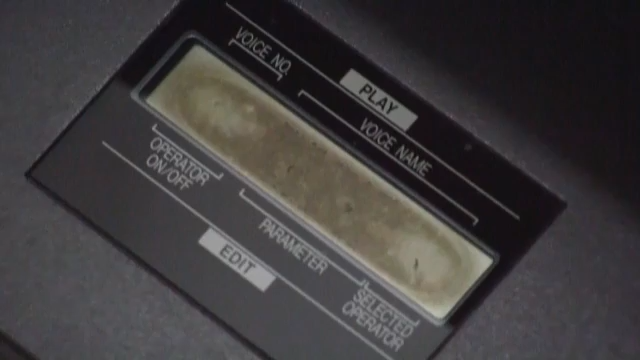 PLAY
VOICE NO.
VOICE NAME
OPERATOR
ON/OFF
PARAMETER
SELECTED
OPERATOR
EDIT